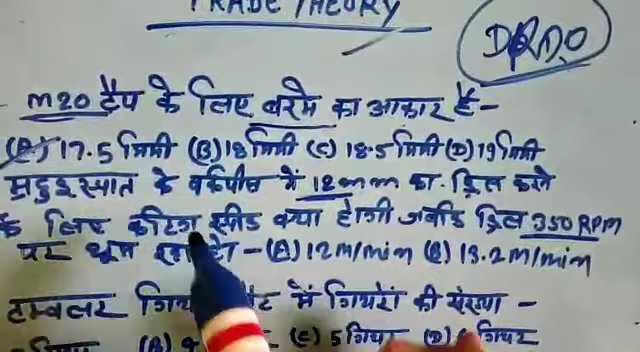 TRADE THEORY
DRDO
M20 टैप के लिए बरमे का आकार है-
(A) 17.5 मिमी (B) 18 मिमी (C) 18.5 मिमी (D) 19 मिमी
मृदुइस्पात के वर्कपीस में 12mm का ड्रिल करने
के लिए कटिंग स्पीड क्या होगी जबकि ड्रिल 350 RPM
पर घूम रहा हो - (A) 12 m/min (B) 13.2 m/min
टम्बलर गियर में गियरों की संख्या -
(B) (C) 5 गियर (D) गियर